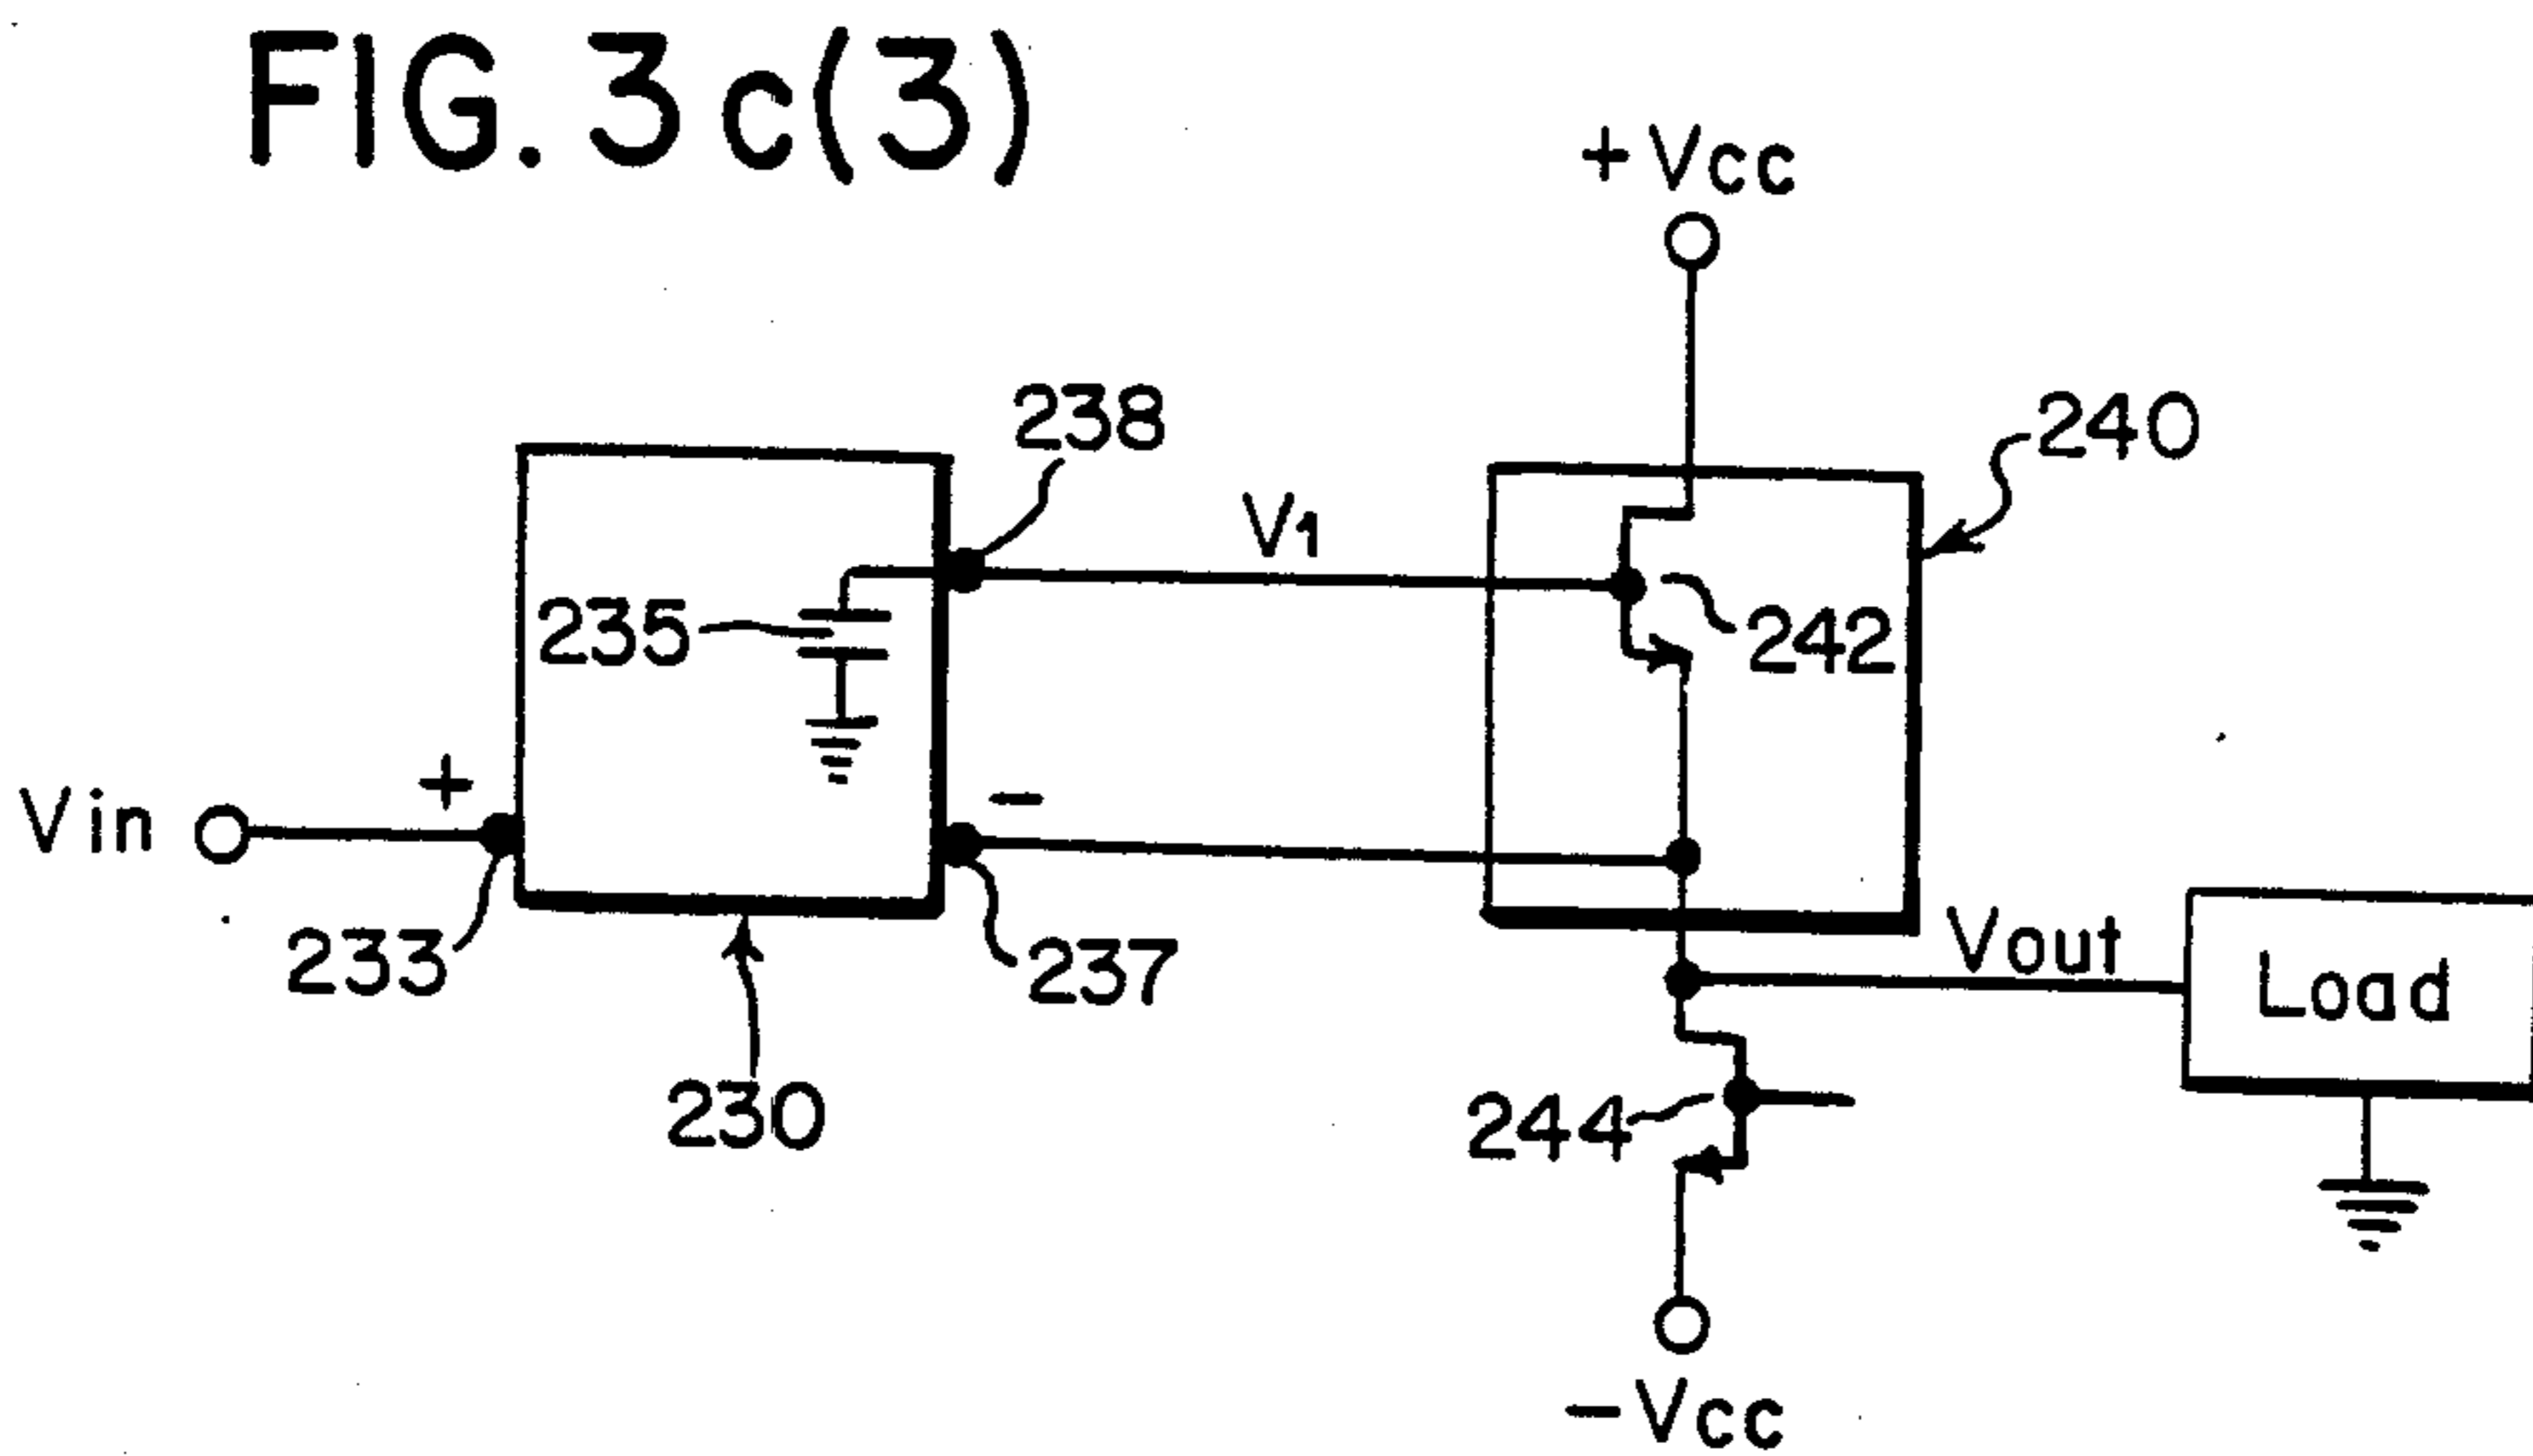 FIG. 3c(3)
+Vcc
238
240
V1
235
242
+
-
Vin
233
237
Vout
Load
230
244
-Vcc